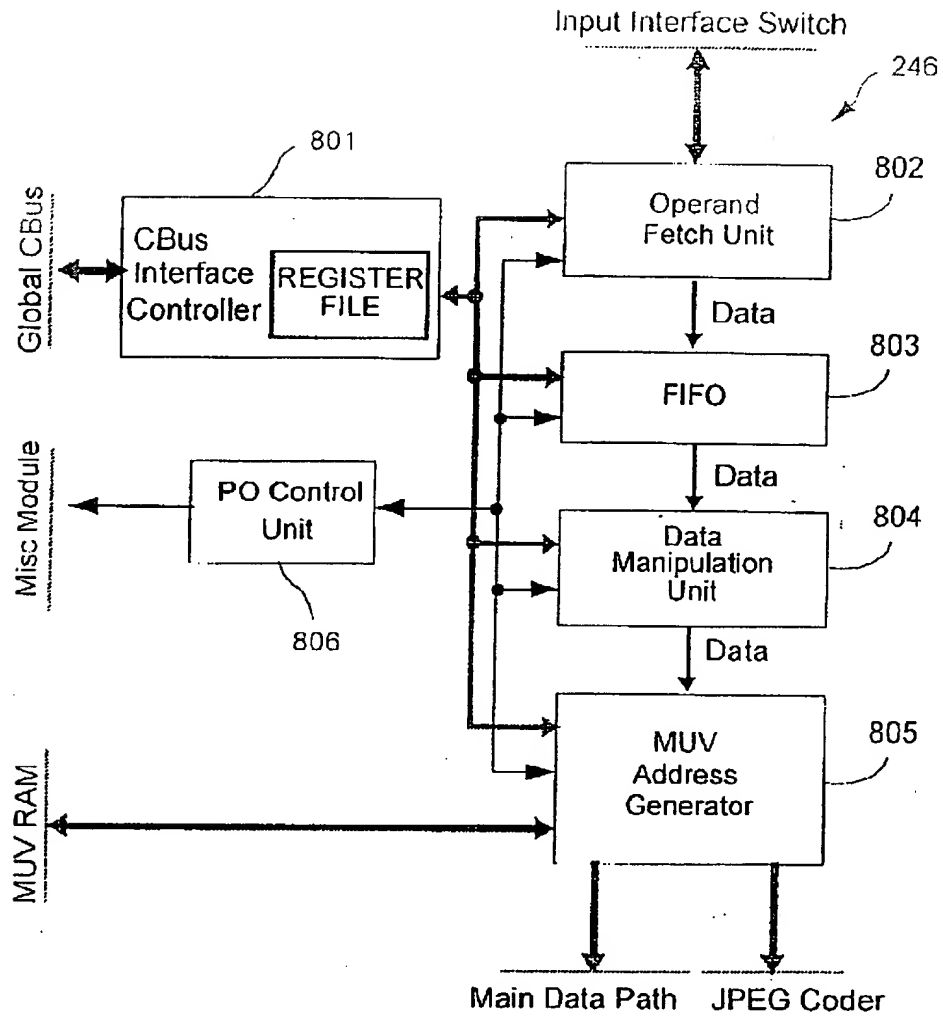 Input Interface Switch
246
801
802
Global CBus
CBus
Interface
Controller
REGISTER
FILE
Operand
Fetch Unit
Data
803
FIFO
Misc Module
PO Control
Unit
806
Data
804
Data
Manipulation
Unit
Data
805
MUV
Address
Generator
MUV RAM
Main Data Path
JPEG Coder